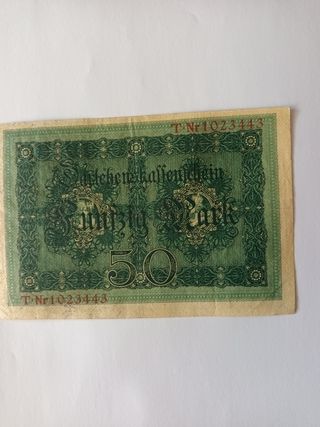 T·Nr1023443
Darlehenskassenschein
Fünfzig Mark
50
T·Nr1023443